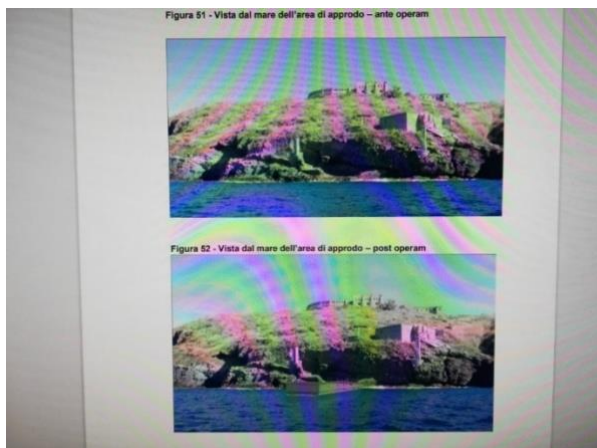 Figura 51 - Vista dal mare dell'area di approdo – ante operam
Figura 52 - Vista dal mare dell'area di approdo – post operam